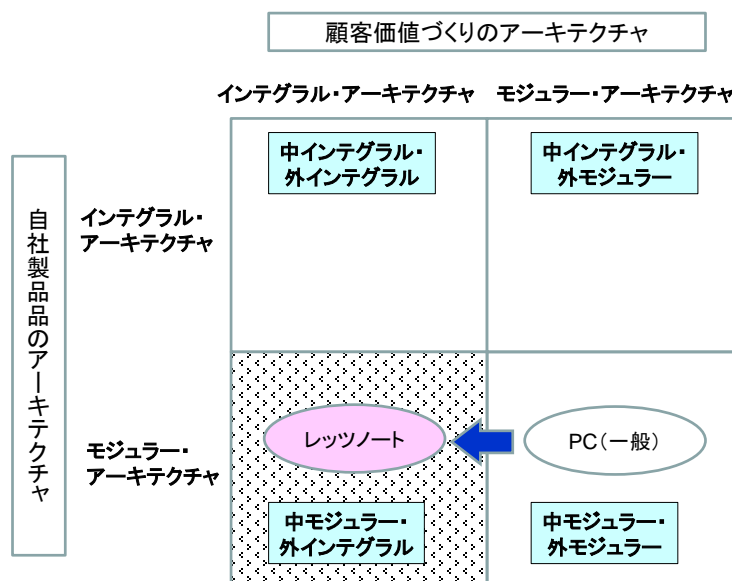 顧客価値づくりのアーキテクチャ
インテグラル・アーキテクチャ
モジュラー・アーキテクチャ
中インテグラル・
外インテグラル
中インテグラル・
外モジュラー
自社製品品のアーキテクチャ
インテグラル・
アーキテクチャ
モジュラー・
アーキテクチャ
レッツノート
PC(一般)
中モジュラー・
外インテグラル
中モジュラー・
外モジュラー